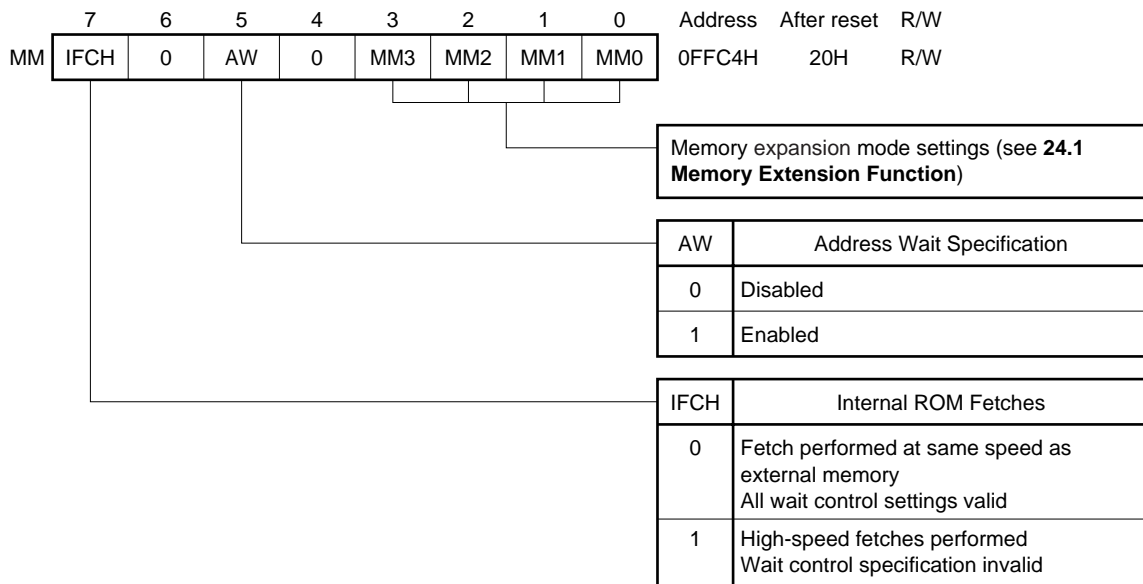 7 6 5 4 3 2 1 0 Address After reset R/W
MM IFCH 0 AW 0 MM3 MM2 MM1 MM0 0FFC4H 20H R/W
Memory expansion mode settings (see 24.1
Memory Extension Function)
AW Address Wait Specification
0 Disabled
1 Enabled
IFCH Internal ROM Fetches
0 Fetch performed at same speed as
external memory
All wait control settings valid
1 High-speed fetches performed
Wait control specification invalid